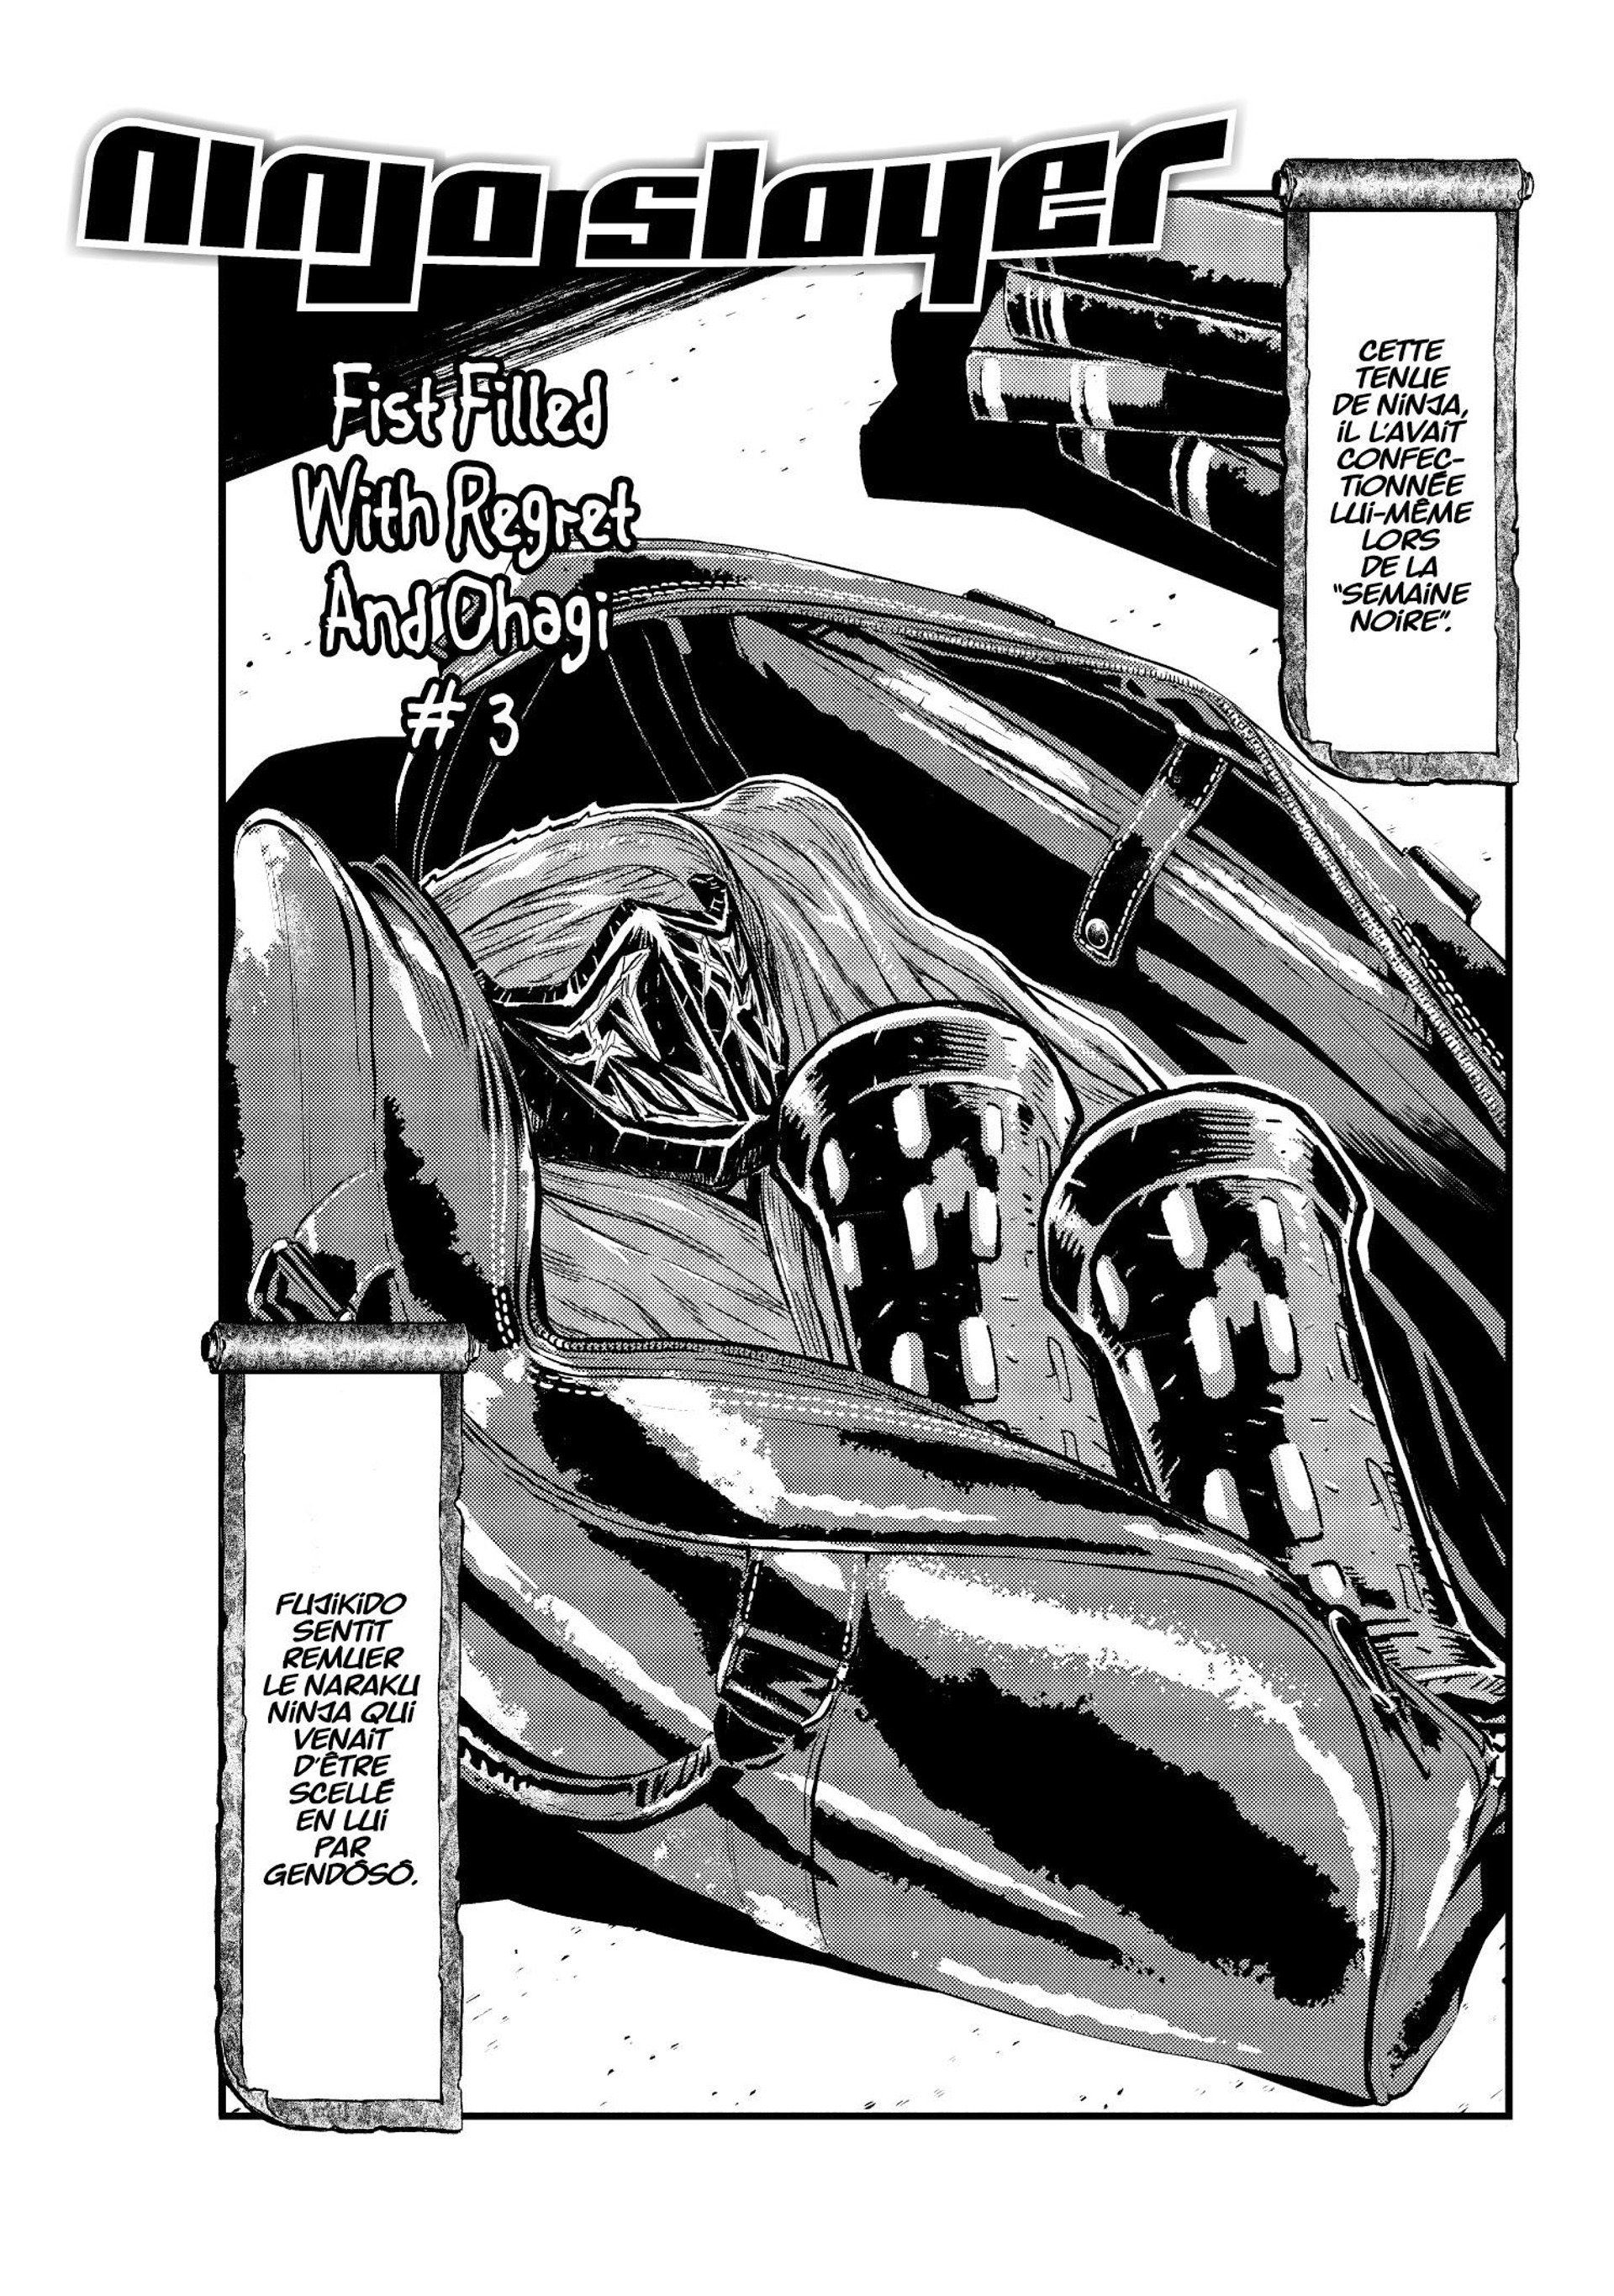 ninja slayer
Fist Filled
With Regret
And Ohagi
# 3
CETTE
TENUE
DE NINJA,
IL L'AVAIT
CONFEC-
TIONNÉE
LUI-MÊME
LORS
DE LA
"SEMAINE
NOIRE".
FUJIKIDO
SENTIT
REMUER
LE NARAKU
NINJA QUI
VENAIT
D'ÊTRE
SCELLÉ
EN LUI
PAR
GENDÔSÔ.